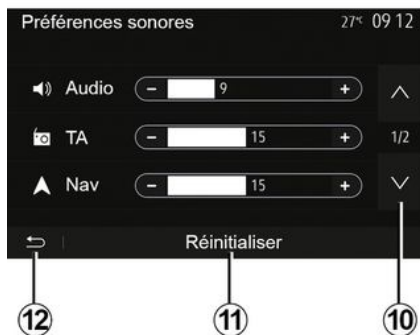 Préférences sonores 27°C 09 12
Audio - 9 +
TA - 15 + 1/2
Nav - 15 +
Réinitialiser
12 11 10